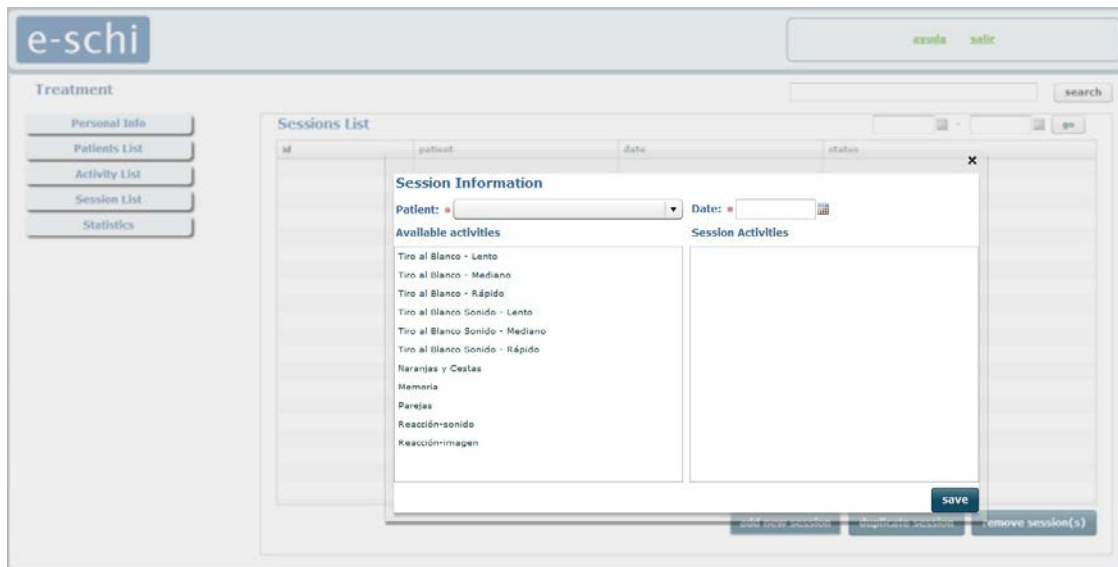 e-schi
ayuda salir
Treatment
search
Personal Info
Patients List
Activity List
Session List
Statistics
Sessions List
- go
id patient date status
x
Session Information
Patient: * Date: *
Available activities Session Activities
Tiro al Blanco - Lento
Tiro al Blanco - Mediano
Tiro al Blanco - Rápido
Tiro al Blanco Sonido - Lento
Tiro al Blanco Sonido - Mediano
Tiro al Blanco Sonido - Rápido
Naranjas y Cestas
Memoria
Parejas
Reacción-sonido
Reacción-imagen
save
add new session duplicate session remove session(s)